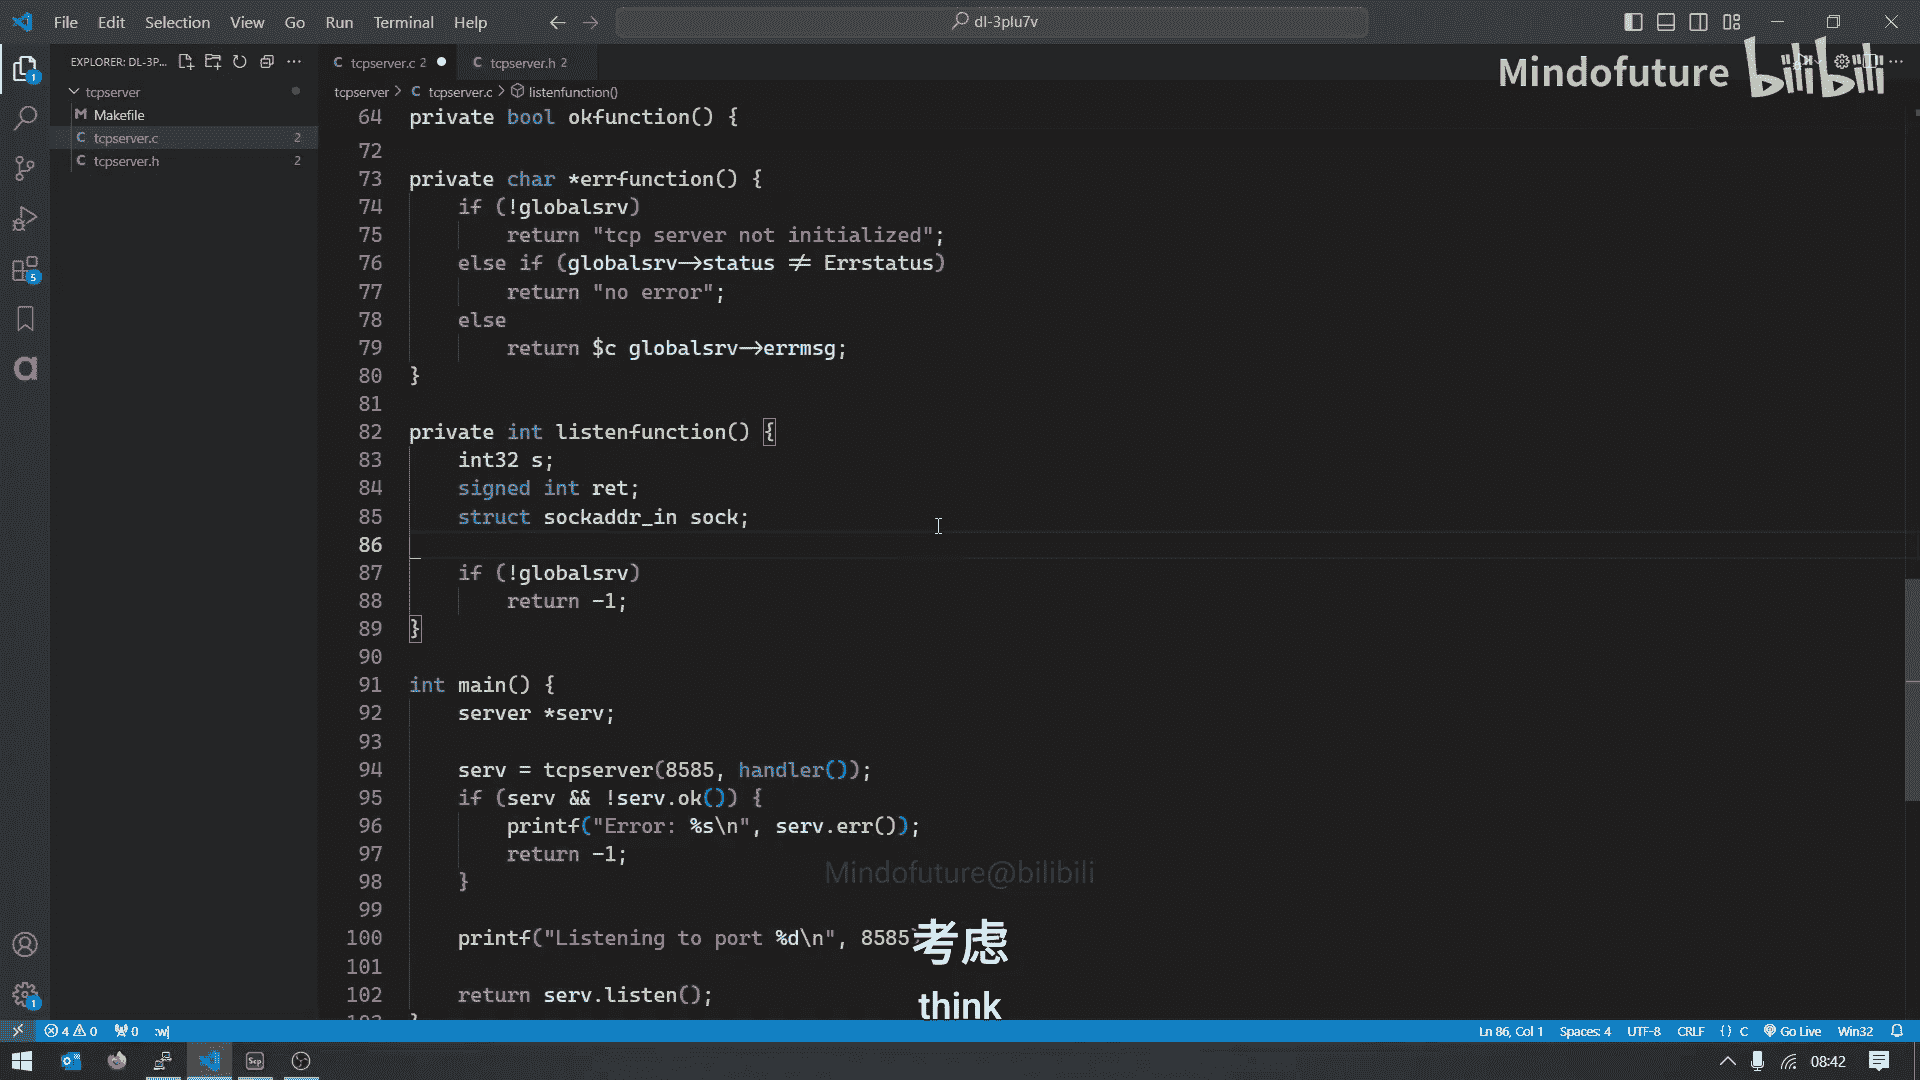 File Edit Selection View Go Run Terminal Help
dl-3plu7v
EXPLORER: DL-3P...
tcpserver
Makefile
tcpserver.c 2
tcpserver.h 2
tcpserver.c 2
tcpserver.h 2
Mindofuture bilibili
tcpserver > C tcpserver.c > listenfunction()
64 private bool okfunction() {
72
73 private char *errfunction() {
74 if (!globalsrv)
75 return "tcp server not initialized";
76 else if (globalsrv->status != Errstatus)
77 return "no error";
78 else
79 return $c globalsrv->errmsg;
80 }
81
82 private int listenfunction() {
83 int32 s;
84 signed int ret;
85 struct sockaddr_in sock;
86
87 if (!globalsrv)
88 return -1;
89 }
90
91 int main() {
92 server *serv;
93
94 serv = tcpserver(8585, handler());
95 if (serv && !serv.ok()) {
96 printf("Error: %s\n", serv.err());
97 return -1;
98 }
99
100 printf("Listening to port %d\n", 8585
101
102 return serv.listen();
Mindofuture@bilibili
考虑
think
4 0 0 :w| Ln 86, Col 1 Spaces: 4 UTF-8 CRLF {} C Go Live Win32
08:42